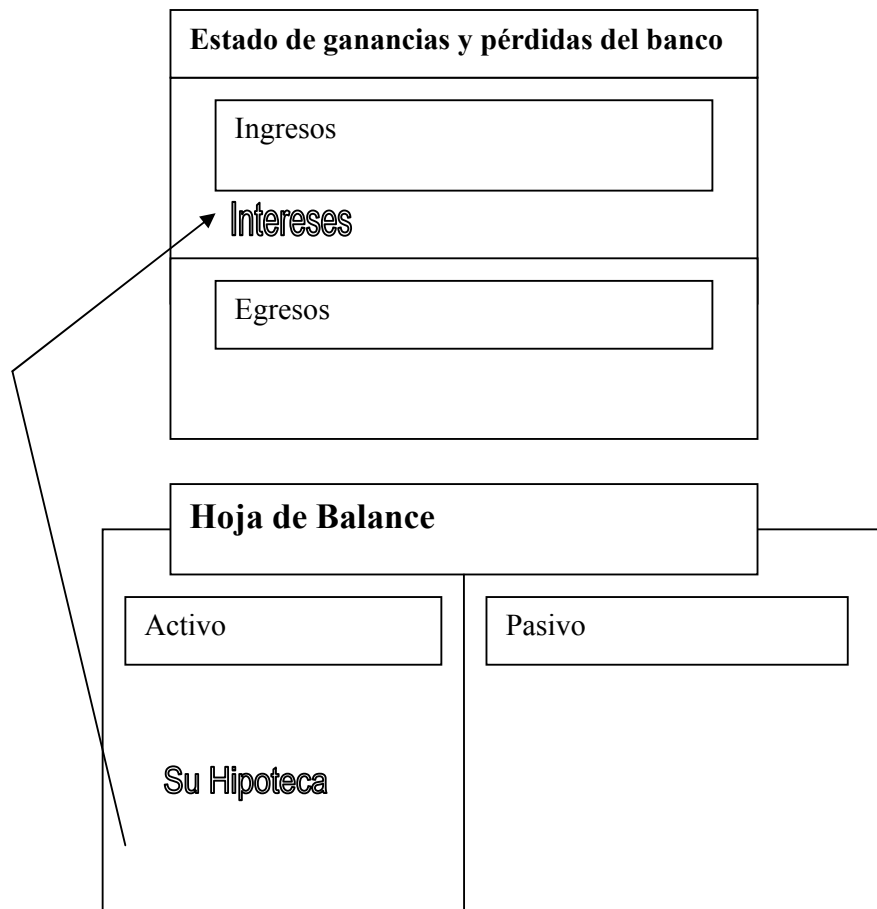 Estado de ganancias y pérdidas del banco
Ingresos
Intereses
Egresos
Hoja de Balance
Activo
Pasivo
Su Hipoteca